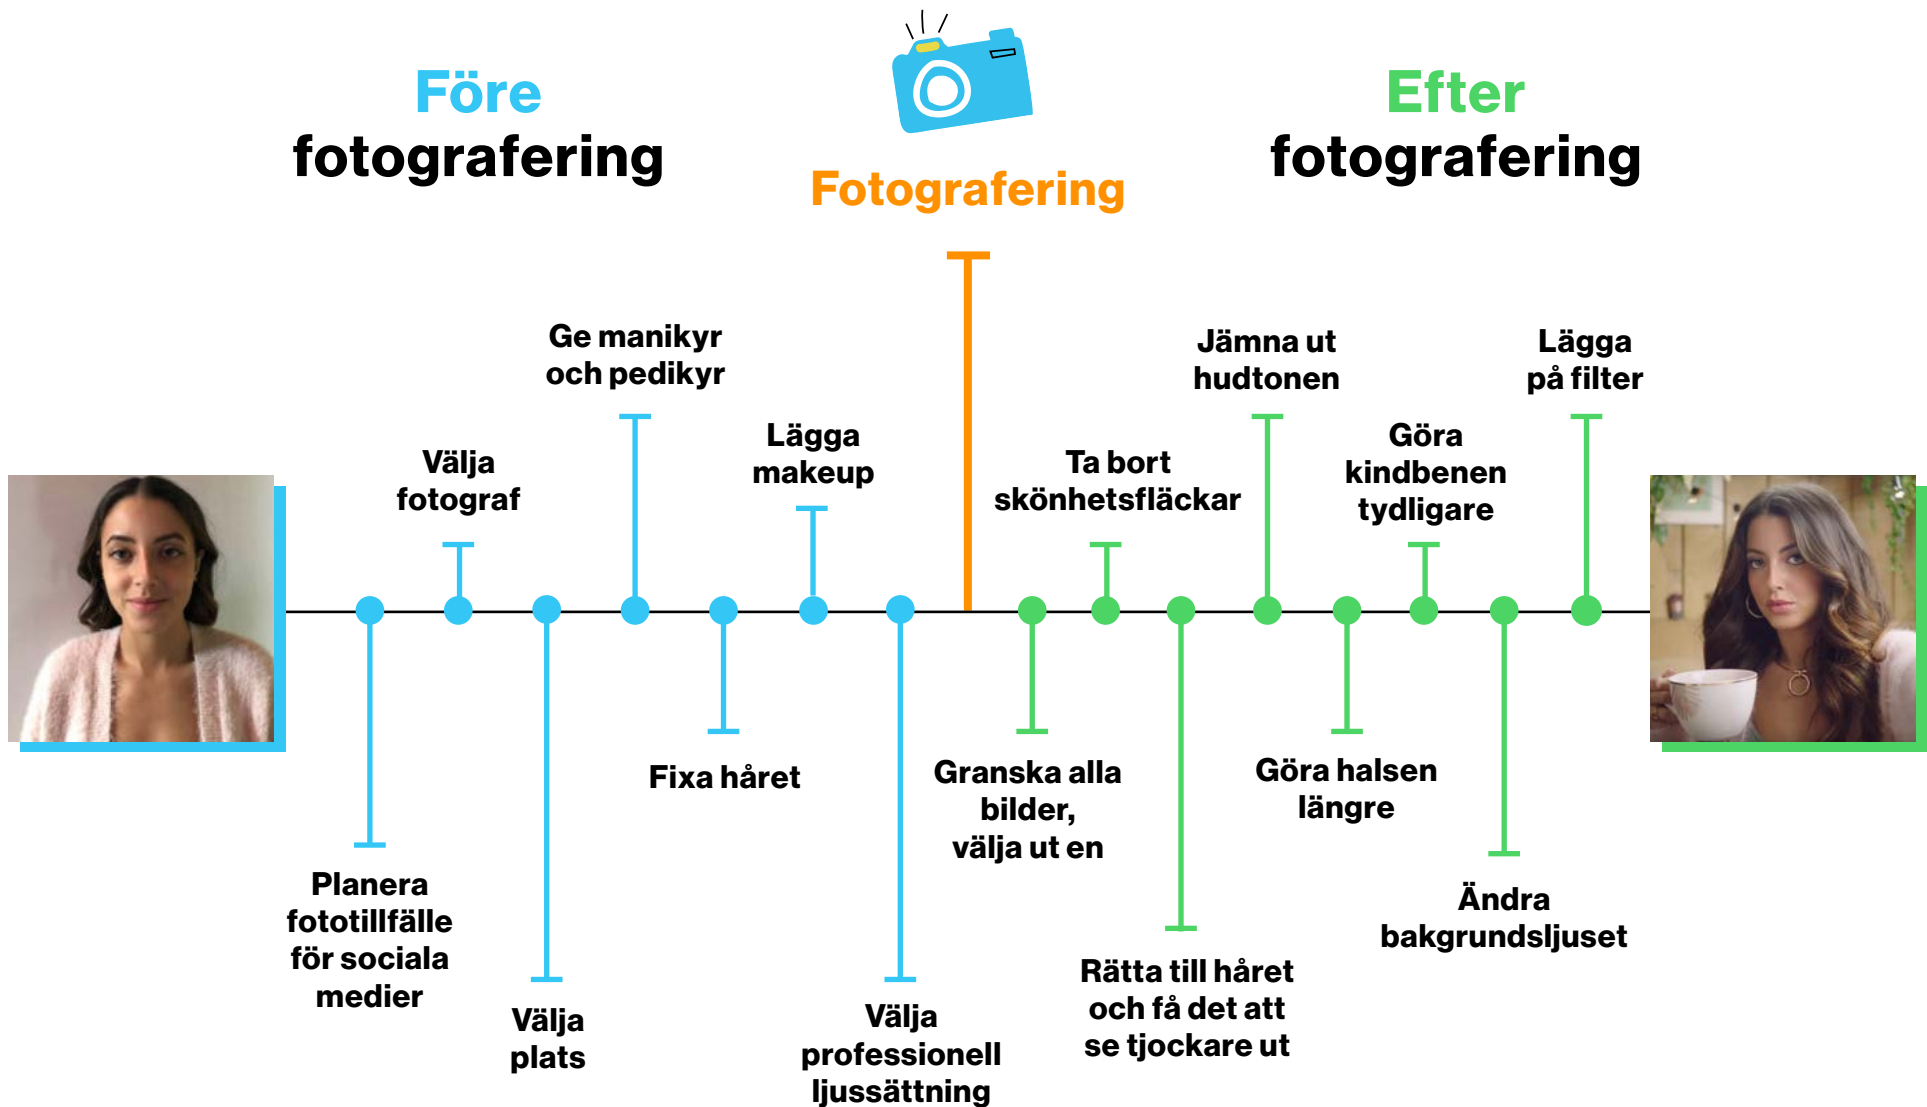 Före
fotografering
Fotografering
Efter
fotografering
Planera
fototillfälle
för sociala
medier
Välja
fotograf
Välja
plats
Ge manikyr
och pedikyr
Fixa håret
Lägga
makeup
Välja
professionell
ljussättning
Granska alla
bilder,
välja ut en
Ta bort
skönhetsfläckar
Rätta till håret
och få det att
se tjockare ut
Jämna ut
hudtonen
Göra halsen
längre
Göra
kindbenen
tydligare
Ändra
bakgrundsljuset
Lägga
på filter